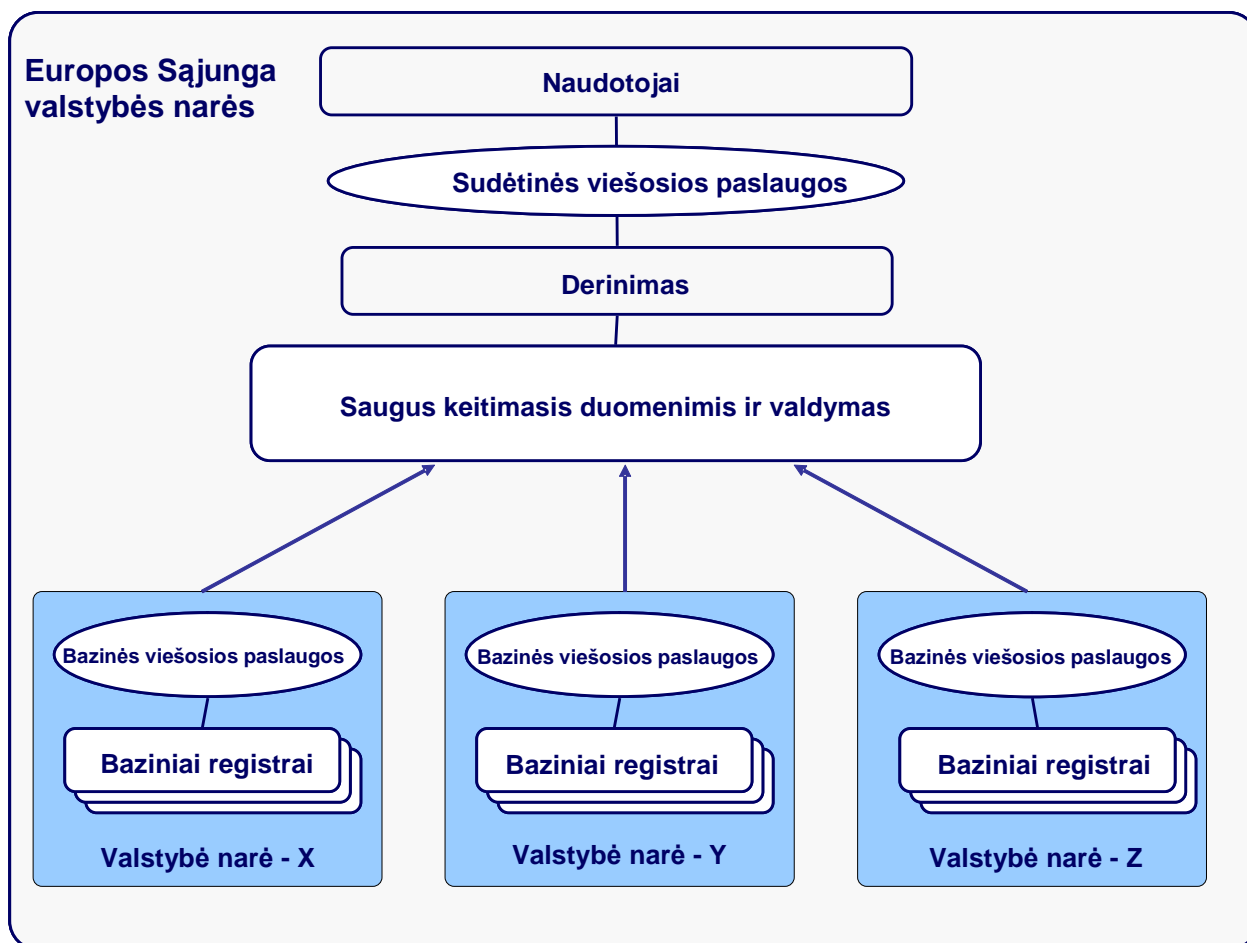 Europos Sąjunga
valstybės narės
Naudotojai
Sudėtinės viešosios paslaugos
Derinimas
Saugus keitimasis duomenimis ir valdymas
Bazinės viešosios paslaugos
Baziniai registrai
Valstybė narė - X
Bazinės viešosios paslaugos
Baziniai registrai
Valstybė narė - Y
Bazinės viešosios paslaugos
Baziniai registrai
Valstybė narė - Z